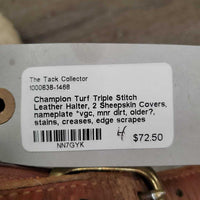 The Tack Collector
1000838-1468
Champion Turf Triple Stitch
Leather Halter, 2 Sheepskin Covers,
nameplate *vgc, mnr dirt, older?,
stains, creases, edge scrapes
$72.50
NN7GYK